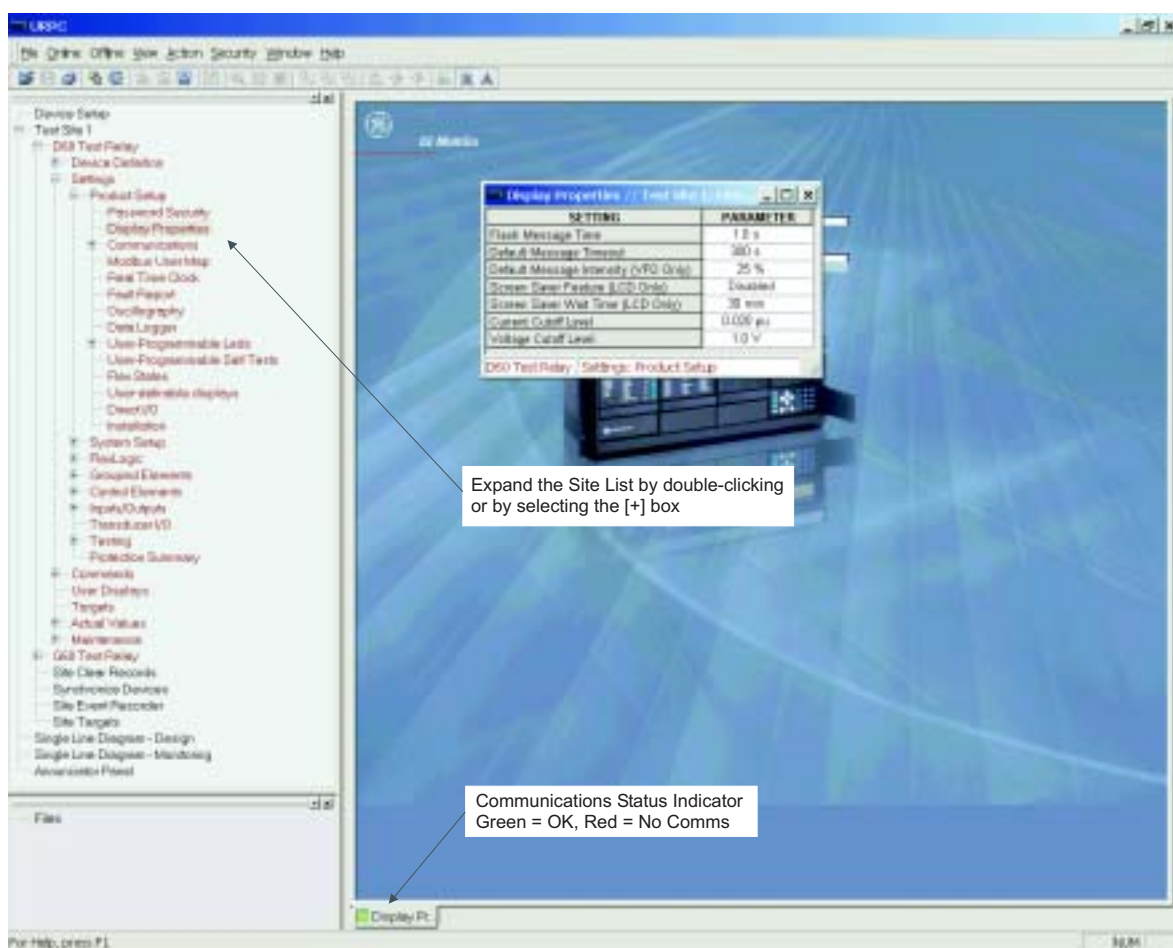 URPC
File Online Offline View Action Security Window Help
Device Setup
Test Site 1
D60 Test Relay
Device Definition
Settings
Product Setup
Password Security
Display Properties
Communications
Modbus User Map
Real Time Clock
Fault Report
Oscillography
Data Logger
User-Programmable Leds
User-Programmable Self Tests
Flex States
User-definable displays
Direct I/O
Installation
System Setup
FlexLogic
Grouped Elements
Control Elements
Inputs/Outputs
Transducer I/O
Testing
Protection Summary
Commands
User Displays
Targets
Actual Values
Maintenance
G60 Test Relay
Site Clear Records
Synchronize Devices
Site Event Recorder
Site Targets
Single Line Diagram - Design
Single Line Diagram - Monitoring
Annunciator Panel
Files
GE Multilin
Display Properties // Test Site 1
SETTING PARAMETER
Flash Message Time 1.0 s
Default Message Timeout 300 s
Default Message Intensity (VFD Only) 25 %
Screen Saver Feature (LCD Only) Disabled
Screen Saver Wait Time (LCD Only) 30 min
Current Cutoff Level 0.020 pu
Voltage Cutoff Level 1.0 V
D60 Test Relay Settings: Product Setup
Expand the Site List by double-clicking
or by selecting the [+] box
Communications Status Indicator
Green = OK, Red = No Comms
Display Pr.
For Help, press F1
NUM